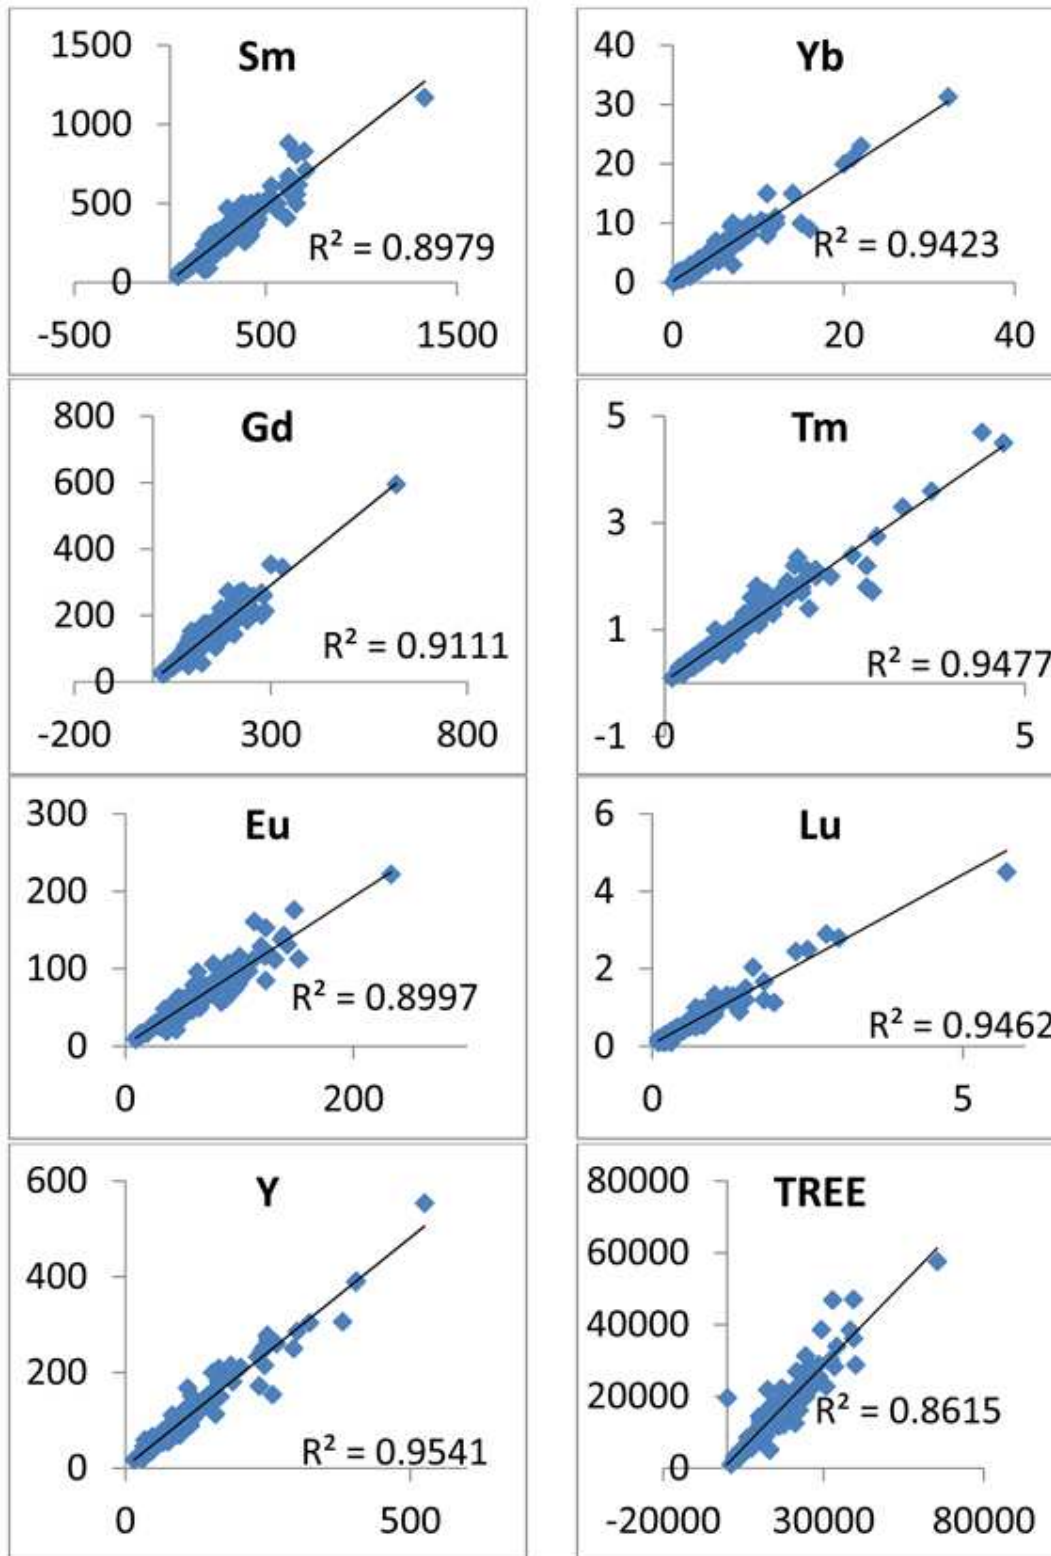 Sm
1500
1000
500
0
R² = 0.8979
-500 500 1500
Yb
40
30
20
10
0
R² = 0.9423
0 20 40
Gd
800
600
400
200
0
R² = 0.9111
-200 300 800
Tm
5
3
1
R² = 0.9477
-1 0 5
Eu
300
200
100
0
R² = 0.8997
0 200
Lu
6
4
2
0
R² = 0.9462
0 5
Y
600
400
200
0
R² = 0.9541
0 500
TREE
80000
60000
40000
20000
0
R² = 0.8615
-20000 30000 80000